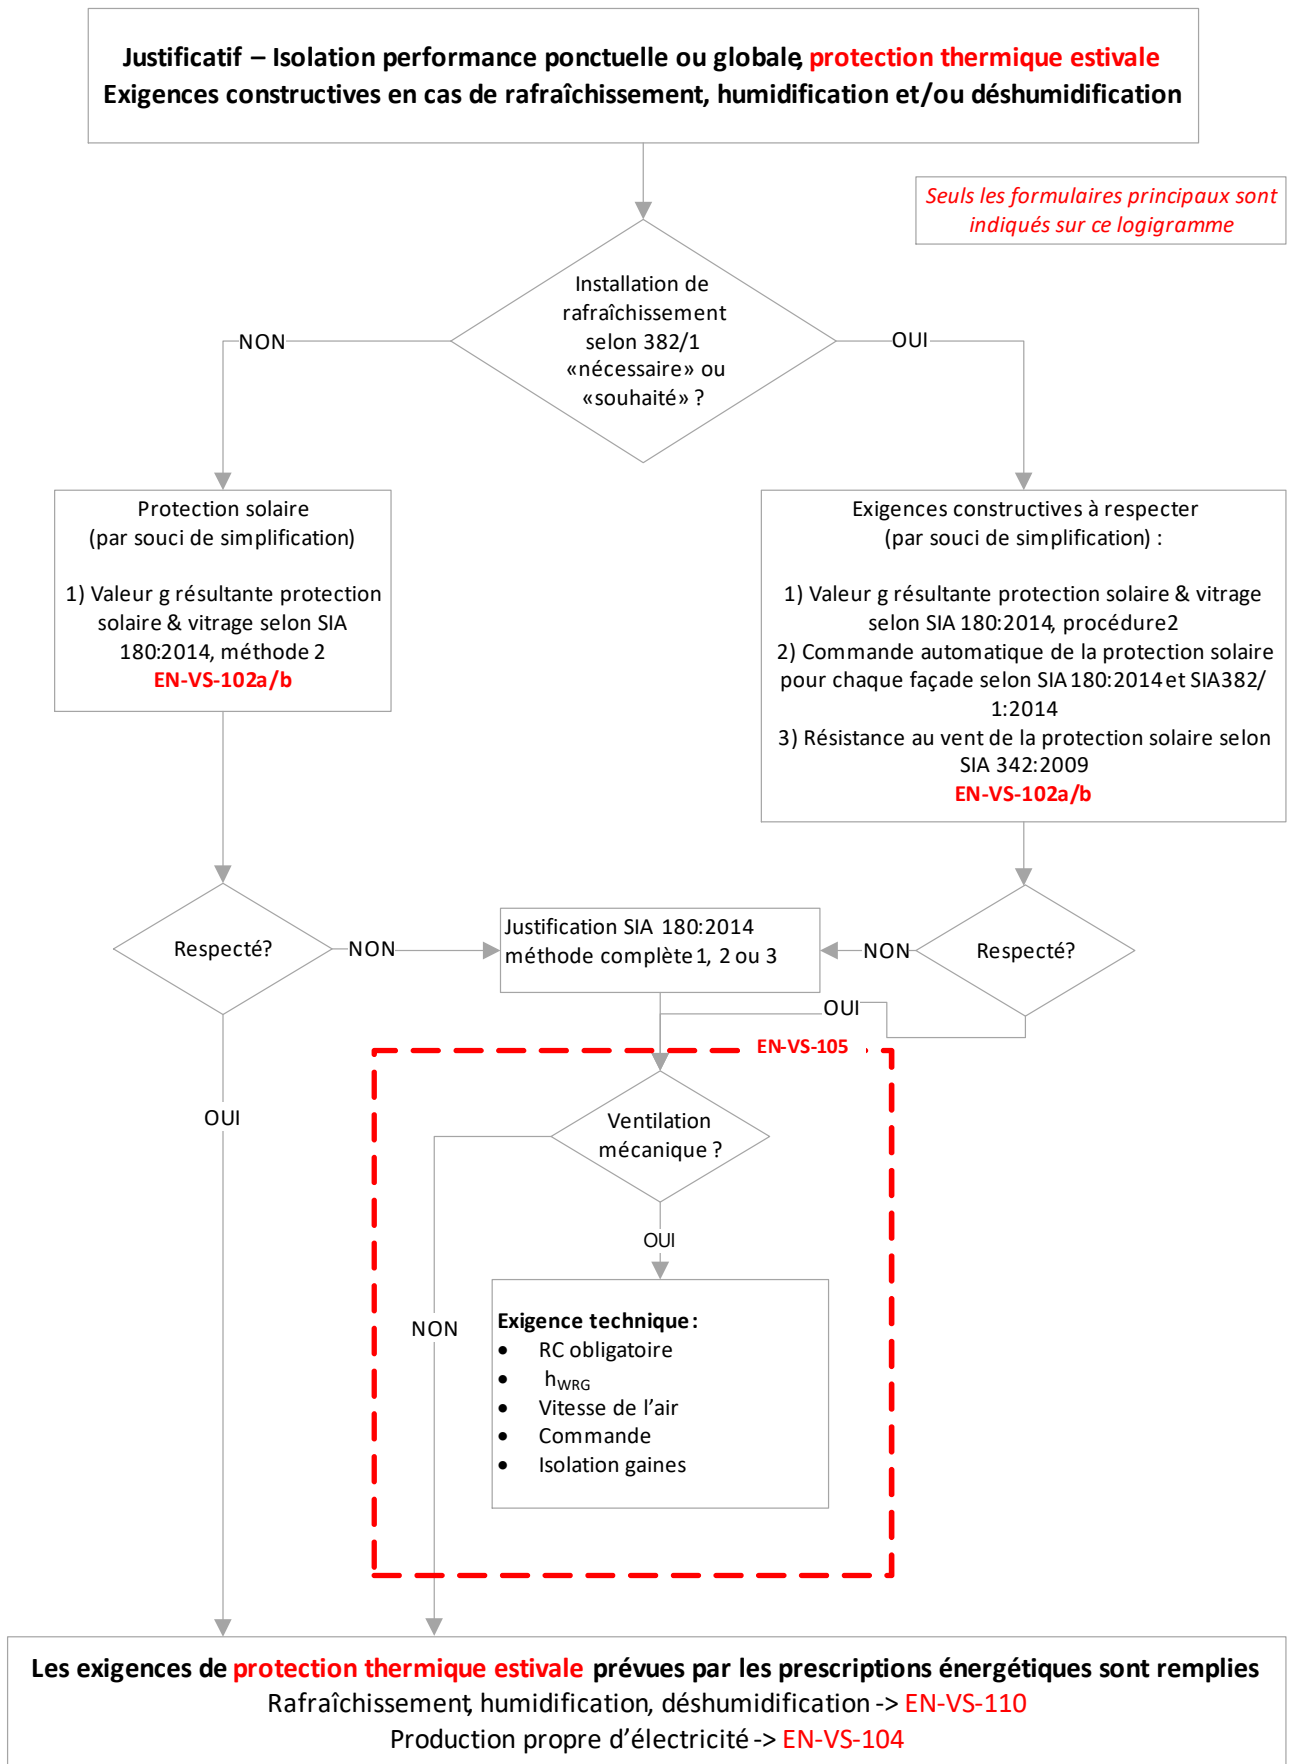 Justificatif – Isolation performance ponctuelle ou globale, protection thermique estivale
Exigences constructives en cas de rafraîchissement, humidification et/ou déshumidification
Seuls les formulaires principaux sont
indiqués sur ce logigramme
Installation de
rafraîchissement
selon 382/1
«nécessaire» ou
«souhaité» ?
NON
OUI
Protection solaire
(par souci de simplification)
1) Valeur g résultante protection
solaire & vitrage selon SIA
180:2014, méthode 2
EN-VS-102a/b
Exigences constructives à respecter
(par souci de simplification) :
1) Valeur g résultante protection solaire & vitrage
selon SIA 180:2014, procédure2
2) Commande automatique de la protection solaire
pour chaque façade selon SIA 180:2014 et SIA382/
1:2014
3) Résistance au vent de la protection solaire selon
SIA 342:2009
EN-VS-102a/b
Respecté?
NON
Justification SIA 180:2014
méthode complète 1, 2 ou 3
NON
Respecté?
OUI
EN-VS-105
OUI
Ventilation
mécanique ?
OUI
NON
Exigence technique :
• RC obligatoire
• hWRG
• Vitesse de l'air
• Commande
• Isolation gaines
Les exigences de protection thermique estivale prévues par les prescriptions énergétiques sont remplies
Rafraîchissement, humidification, déshumidification -> EN-VS-110
Production propre d'électricité -> EN-VS-104